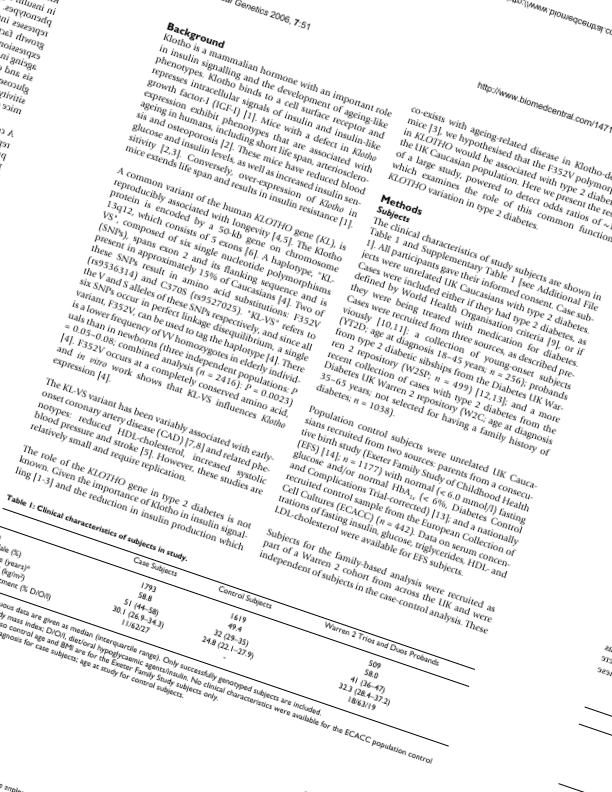 al Genetics 2006, 7:51
http://www.biomedcentral.com/1471
Background
Klotho is a mammalian hormone with an important role
in insulin signalling and the development of ageing-like
phenotypes. Klotho binds to a cell surface receptor and
represses intracellular signals of insulin and insulin-like
growth factor-I (IGF-I) [1]. Mice with a defect in Klotho
expression exhibit phenotypes that are associated with
ageing in humans, including short life span, arterosclero-
sis and osteoporosis [2]. These mice have reduced blood
glucose and insulin levels, as well as increased insulin sen-
sitivity [2,3]. Conversely, over-expression of Klotho in
mice extends life span and results in insulin resistance [1].
A common variant of the human KLOTHO gene (KL), is
reproducibly associated with longevity [4,5]. The Klotho
protein is encoded by a 50-kb gene on chromosome
13q12, which consists of 5 exons [6]. A haplotype, "KL-
VS", composed of six single nucleotide polymorphisms
(SNPs), spans exon 2 and its flanking sequence and is
present in approximately 15% of Caucasians [4]. Two of
these SNPs result in amino acid substitutions: F352V
(rs9536314) and C370S (rs9527025). "KL-VS" refers to
the V and S alleles of these SNPs respectively, and since all
six SNPs occur in perfect linkage disequilibrium, a single
variant, F352V, can be used to tag the haplotype [4]. There
is a lower frequency of VV homozygotes in elderly individ-
uals than in newborns (three independent populations: P
= 0.05–0.08; combined analysis (n = 2416); P = 0.0023)
[4]. F352V occurs at a completely conserved amino acid,
and in vitro work shows that KL-VS influences Klotho
expression [4].
The KL-VS variant has been variably associated with early-
onset coronary artery disease (CAD) [7,8] and related phe-
notypes: reduced HDL-cholesterol, increased systolic
blood pressure and stroke [5]. However, these studies are
relatively small and require replication.
The role of the KLOTHO gene in type 2 diabetes is not
known. Given the importance of Klotho in insulin signal-
ling [1-3] and the reduction in insulin production which
co-exists with ageing-related disease in Klotho-de
mice [3], we hypothesised that the F352V polymo
in KLOTHO would be associated with type 2 diabe
the UK Caucasian population. Here we present the
of a large study, powered to detect odds ratios of
which examines the role of this common function
KLOTHO variation in type 2 diabetes.
Methods
Subjects
The clinical characteristics of study subjects are shown in
Table 1 and Supplementary Table 1 [see Additional File
1]. All participants gave their informed consent. Case sub-
jects were unrelated UK Caucasians with type 2 diabetes.
Cases were included either if they had type 2 diabetes, as
defined by World Health Organisation criteria [9], or if
they were being treated with medication for diabetes.
Cases were recruited from three sources, as described pre-
viously [10,11]: a collection of young-onset subjects
(YT2D, age at diagnosis 18–45 years; n = 256); probands
from type 2 diabetic sibships from the Diabetes UK War-
ren 2 repository (W2SP, n = 499) [12,13]; and a more
recent collection of cases with type 2 diabetes from the
Diabetes UK Warren 2 repository (W2C, age at diagnosis
35–65 years; not selected for having a family history of
diabetes; n = 1038).
Population control subjects were unrelated UK Cauca-
sians recruited from two sources: parents from a consecu-
tive birth study (Exeter Family Study of Childhood Health
(EFS) [14]; n = 1177) with normal (< 6.0 mmol/l) fasting
glucose and/or normal HbA1c (< 6%, Diabetes Control
and Complications Trial-corrected) [13]; and a nationally
recruited control sample from the European Collection of
Cell Cultures (ECACC) (n = 442). Data on serum concen-
trations of fasting insulin, glucose, triglycerides, HDL- and
LDL-cholesterol were available for EFS subjects.
Subjects for the family-based analysis were recruited as
part of a Warren 2 cohort from across the UK and were
independent of subjects in the case-control analysis. These
Table 1: Clinical characteristics of subjects in study.
Case Subjects Control Subjects Warren 2 Trios and Duos Probands
1793 1619 509
ale (%) 58.8 49.4 58.0
(years)* 51 (44–58) 32 (29–35) 41 (36–47)
(kg/m²) 30.1 (26.9–34.3) 24.8 (22.1–27.9) 32.3 (28.4–37.2)
tment (% D/O/I) 11/62/27 - 18/63/19
uous data are given as median (interquartile range). Only successfully genotyped subjects are included.
dy mass index; D/O/I, diet/oral hypoglycaemic agents/insulin. No clinical characteristics were available for the ECACC population control
so control age and BMI are for the Exeter Family Study subjects only.
agnosis for case subjects; age at study for control subjects.